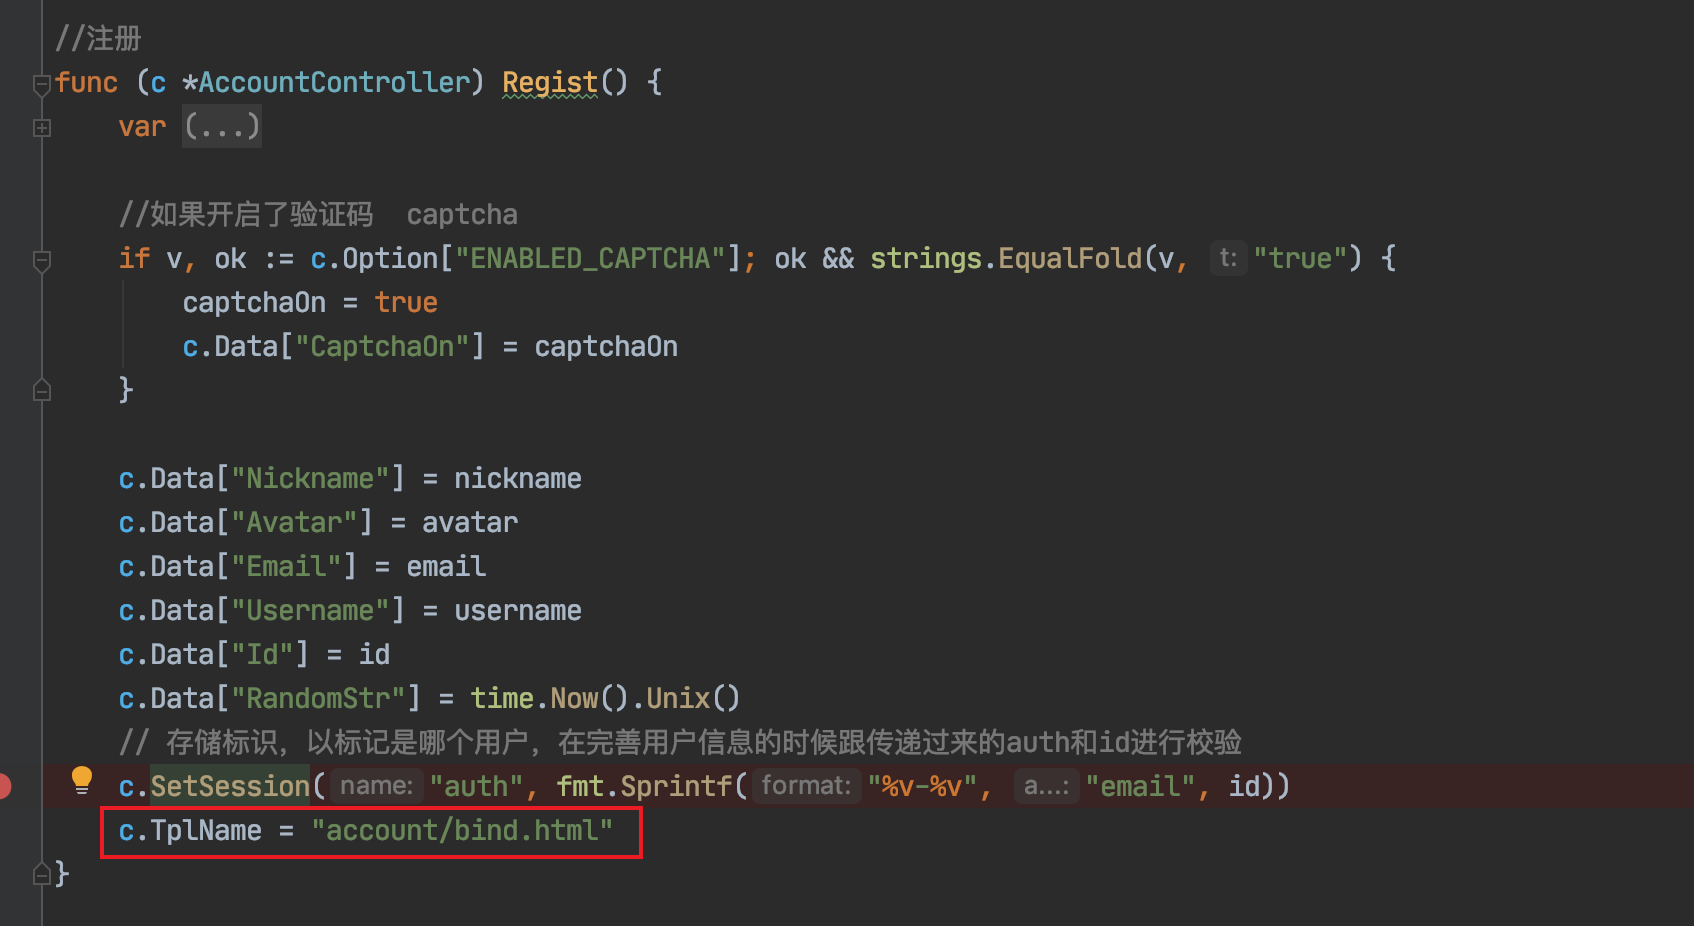 //注册
func (c *AccountController) Regist() {
var (...)
//如果开启了验证码  captcha
if v, ok := c.Option["ENABLED_CAPTCHA"]; ok && strings.EqualFold(v, t: "true") {
captchaOn = true
c.Data["CaptchaOn"] = captchaOn
}
c.Data["Nickname"] = nickname
c.Data["Avatar"] = avatar
c.Data["Email"] = email
c.Data["Username"] = username
c.Data["Id"] = id
c.Data["RandomStr"] = time.Now().Unix()
// 存储标识，以标记是哪个用户，在完善用户信息的时候跟传递过来的auth和id进行校验
c.SetSession( name: "auth", fmt.Sprintf( format: "%v-%v", a...: "email", id))
c.TplName = "account/bind.html"
}